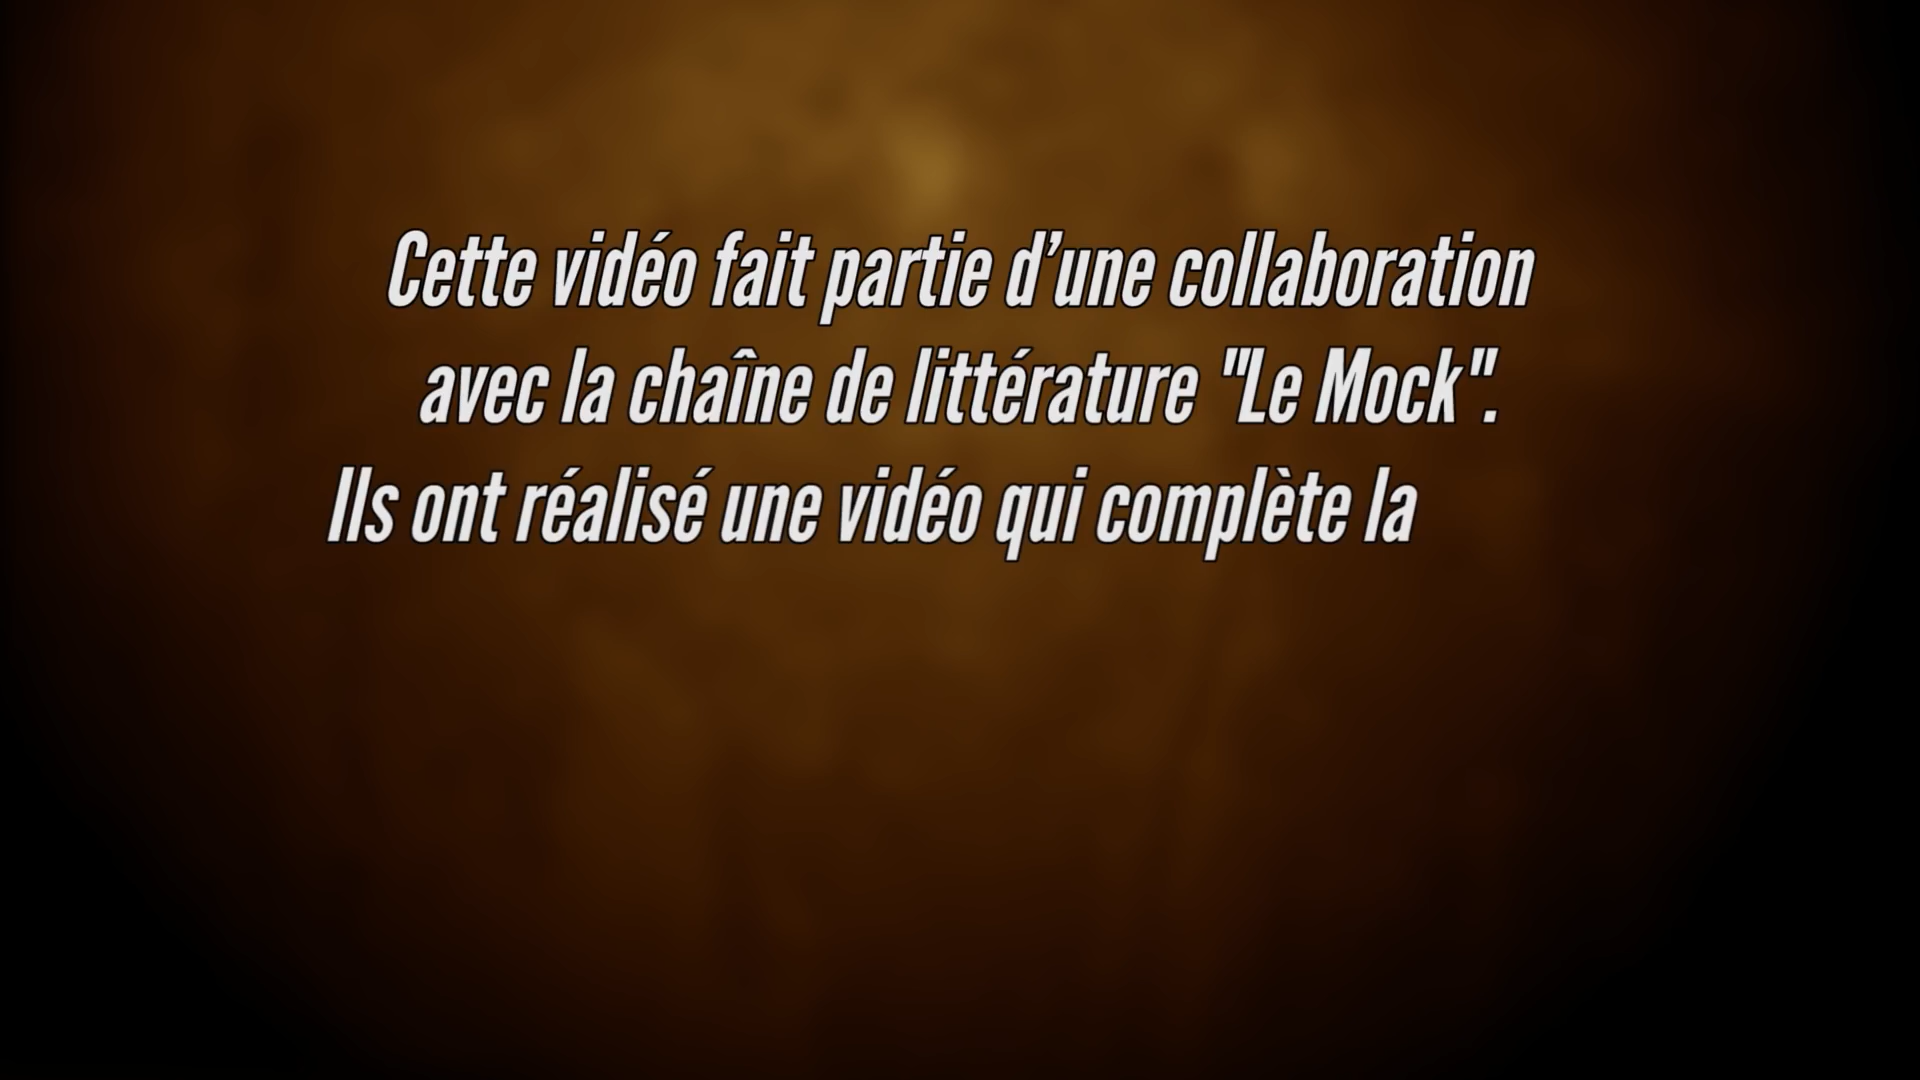 Cette vidéo fait partie d’une collaboration
avec la chaîne de littérature "Le Mock".
Ils ont réalisé une vidéo qui complète la